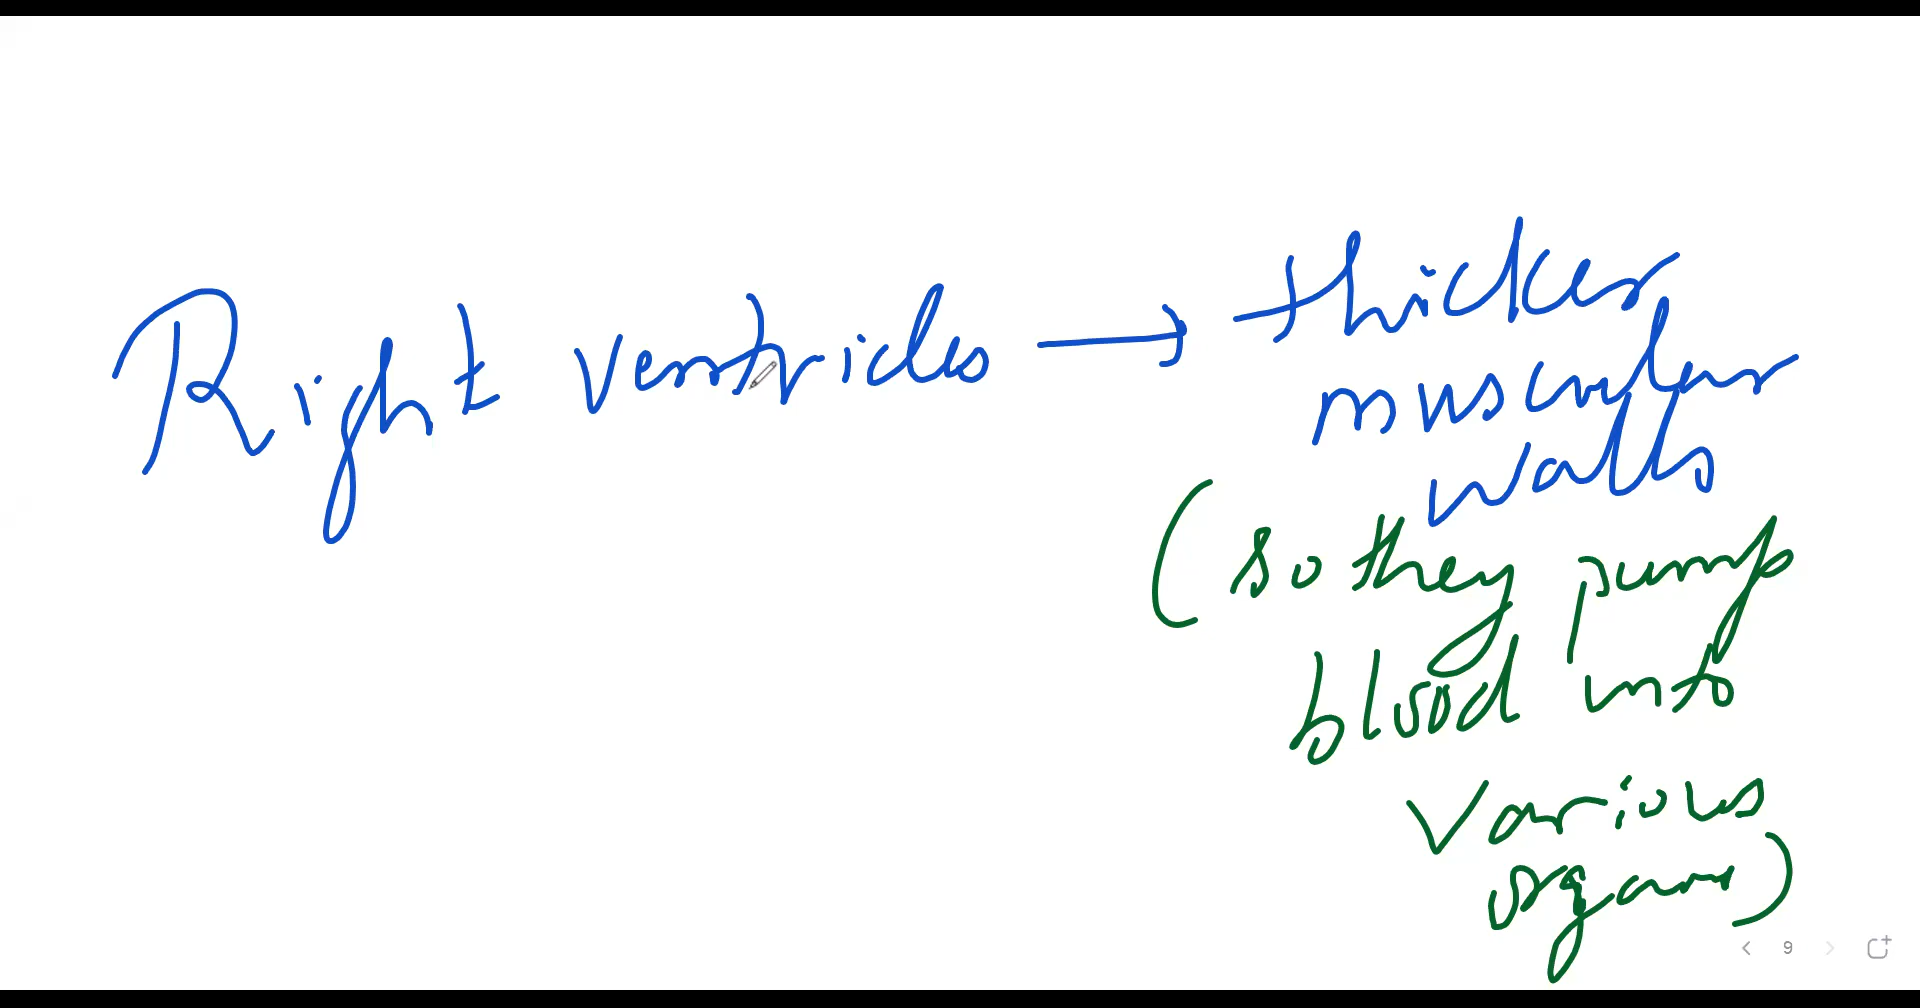 Right ventricles → thicker
muscular
walls
(so they pump
blood into
various
organs)
9